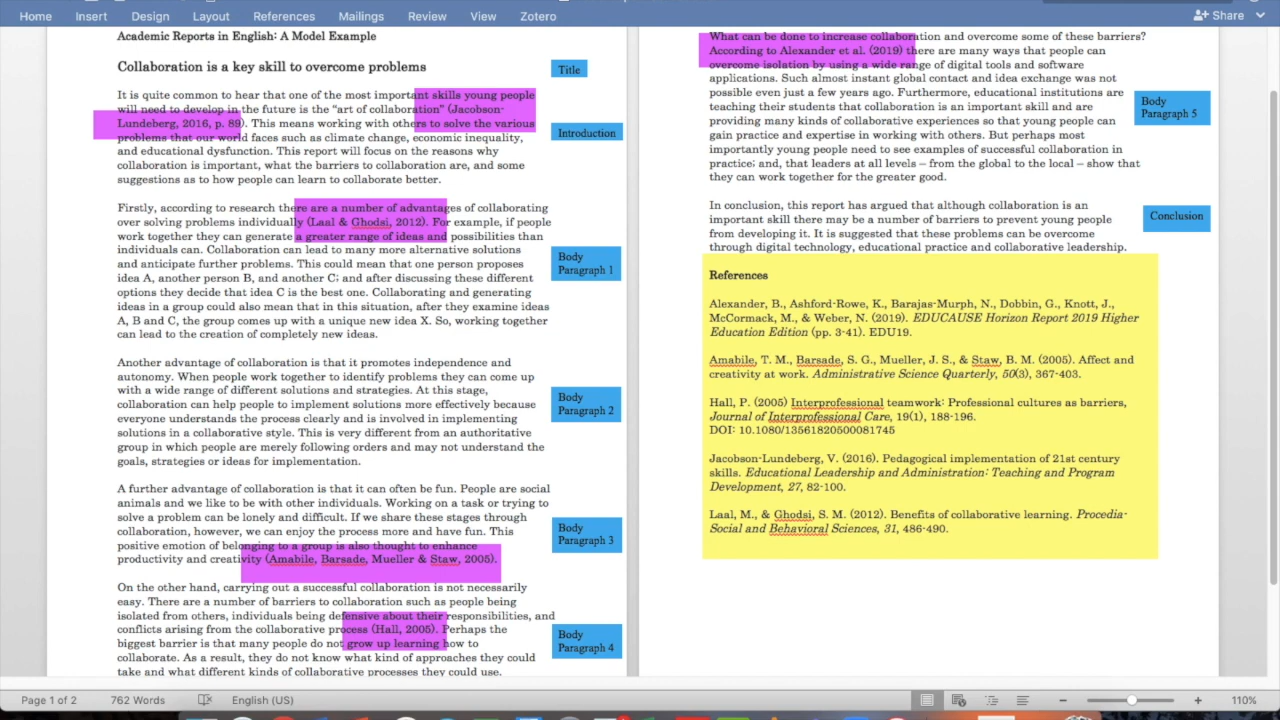 Home Insert Design Layout References Mailings Review View Zotero Share
Academic Reports in English: A Model Example
Collaboration is a key skill to overcome problems
Title
It is quite common to hear that one of the most important skills young people
will need to develop in the future is the “art of collaboration” (Jacobson-
Lundeberg, 2016, p. 89). This means working with others to solve the various
problems that our world faces such as climate change, economic inequality,
and educational dysfunction. This report will focus on the reasons why
collaboration is important, what the barriers to collaboration are, and some
suggestions as to how people can learn to collaborate better.
Introduction
Firstly, according to research there are a number of advantages of collaborating
over solving problems individually (Laal & Ghodsi, 2012). For example, if people
work together they can generate a greater range of ideas and possibilities than
individuals can. Collaboration can lead to many more alternative solutions
and anticipate further problems. This could mean that one person proposes
idea A, another person B, and another C; and after discussing these different
options they decide that idea C is the best one. Collaborating and generating
ideas in a group could also mean that in this situation, after they examine ideas
A, B and C, the group comes up with a unique new idea X. So, working together
can lead to the creation of completely new ideas.
Body
Paragraph 1
Another advantage of collaboration is that it promotes independence and
autonomy. When people work together to identify problems they can come up
with a wide range of different solutions and strategies. At this stage,
collaboration can help people to implement solutions more effectively because
everyone understands the process clearly and is involved in implementing
solutions in a collaborative style. This is very different from an authoritative
group in which people are merely following orders and may not understand the
goals, strategies or ideas for implementation.
Body
Paragraph 2
A further advantage of collaboration is that it can often be fun. People are social
animals and we like to be with other individuals. Working on a task or trying to
solve a problem can be lonely and difficult. If we share these stages through
collaboration, however, we can enjoy the process more and have fun. This
positive emotion of belonging to a group is also thought to enhance
productivity and creativity (Amabile, Barsade, Mueller & Staw, 2005).
Body
Paragraph 3
On the other hand, carrying out a successful collaboration is not necessarily
easy. There are a number of barriers to collaboration such as people being
isolated from others, individuals being defensive about their responsibilities, and
conflicts arising from the collaborative process (Hall, 2005). Perhaps the
biggest barrier is that many people do not grow up learning how to
collaborate. As a result, they do not know what kind of approaches they could
take and what different kinds of collaborative processes they could use.
Body
Paragraph 4
What can be done to increase collaboration and overcome some of these barriers?
According to Alexander et al. (2019) there are many ways that people can
overcome isolation by using a wide range of digital tools and software
applications. Such almost instant global contact and idea exchange was not
possible even just a few years ago. Furthermore, educational institutions are
teaching their students that collaboration is an important skill and are
providing many kinds of collaborative experiences so that young people can
gain practice and expertise in working with others. But perhaps most
importantly young people need to see examples of successful collaboration in
practice; and, that leaders at all levels – from the global to the local – show that
they can work together for the greater good.
Body
Paragraph 5
In conclusion, this report has argued that although collaboration is an
important skill there may be a number of barriers to prevent young people
from developing it. It is suggested that these problems can be overcome
through digital technology, educational practice and collaborative leadership.
Conclusion
References
Alexander, B., Ashford-Rowe, K., Barajas-Murph, N., Dobbin, G., Knott, J.,
McCormack, M., & Weber, N. (2019). EDUCAUSE Horizon Report 2019 Higher
Education Edition (pp. 3-41). EDU19.
Amabile, T. M., Barsade, S. G., Mueller, J. S., & Staw, B. M. (2005). Affect and
creativity at work. Administrative Science Quarterly, 50(3), 367-403.
Hall, P. (2005) Interprofessional teamwork: Professional cultures as barriers,
Journal of Interprofessional Care, 19(1), 188-196.
DOI: 10.1080/13561820500081745
Jacobson-Lundeberg, V. (2016). Pedagogical implementation of 21st century
skills. Educational Leadership and Administration: Teaching and Program
Development, 27, 82-100.
Laal, M., & Ghodsi, S. M. (2012). Benefits of collaborative learning. Procedia-
Social and Behavioral Sciences, 31, 486-490.
Page 1 of 2 762 Words English (US) 110%